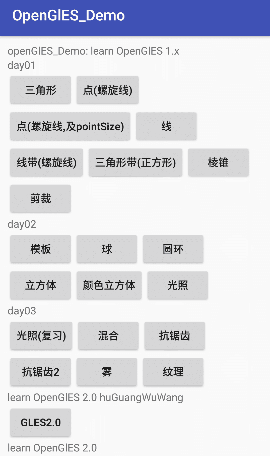 OpenGlES_Demo
openGlES_Demo: learn OpenGlES 1.x
day01
三角形 点(螺旋线)
点(螺旋线,及pointSize) 线
线带(螺旋线) 三角形带(正方形) 棱锥
剪裁
day02
模板 球 圆环
立方体 颜色立方体 光照
day03
光照(复习) 混合 抗锯齿
抗锯齿2 雾 纹理
learn OpenGlES 2.0 huGuangWuWang
GLES2.0
learn OpenGlES 2.0